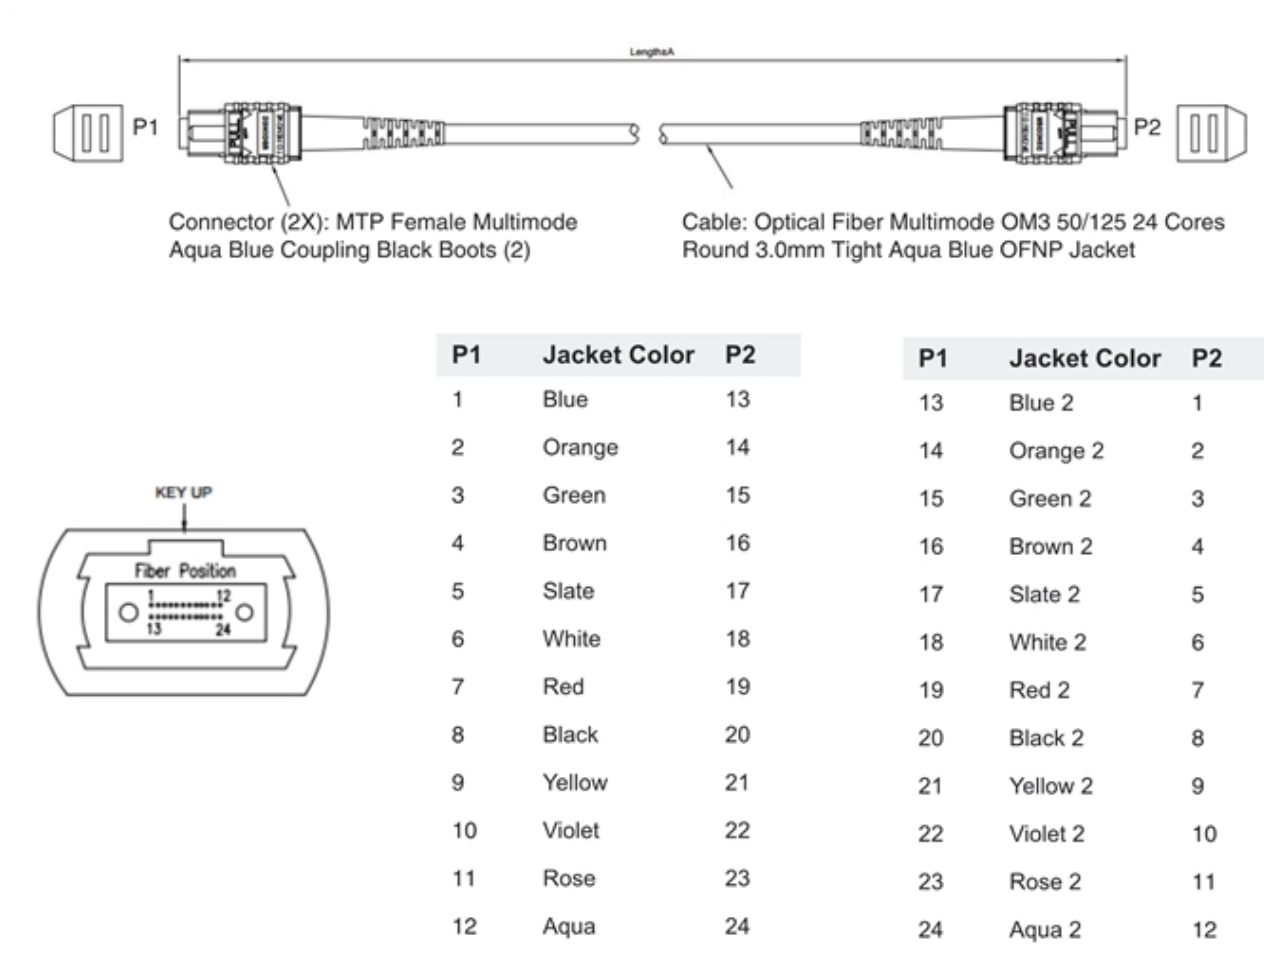 Length±A
P1
PULL
PULL
P2
Connector (2X): MTP Female Multimode
Aqua Blue Coupling Black Boots (2)
Cable: Optical Fiber Multimode OM3 50/125 24 Cores
Round 3.0mm Tight Aqua Blue OFNP Jacket
KEY UP
Fiber Position
1 12
13 24
P1 Jacket Color P2
1 Blue 13
2 Orange 14
3 Green 15
4 Brown 16
5 Slate 17
6 White 18
7 Red 19
8 Black 20
9 Yellow 21
10 Violet 22
11 Rose 23
12 Aqua 24
P1 Jacket Color P2
13 Blue 2 1
14 Orange 2 2
15 Green 2 3
16 Brown 2 4
17 Slate 2 5
18 White 2 6
19 Red 2 7
20 Black 2 8
21 Yellow 2 9
22 Violet 2 10
23 Rose 2 11
24 Aqua 2 12